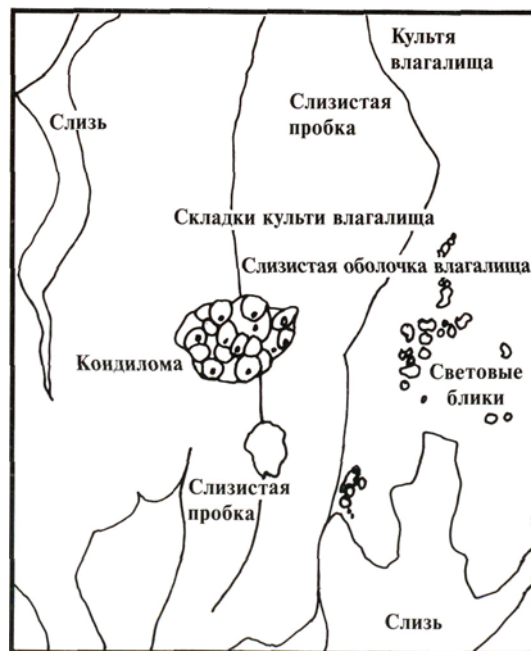 Культя
влагалища
Слизистая
пробка
Слизь
Складки культи влагалища
Слизистая оболочка влагалища
Кондилома
Световые
блики
Слизистая
пробка
Слизь